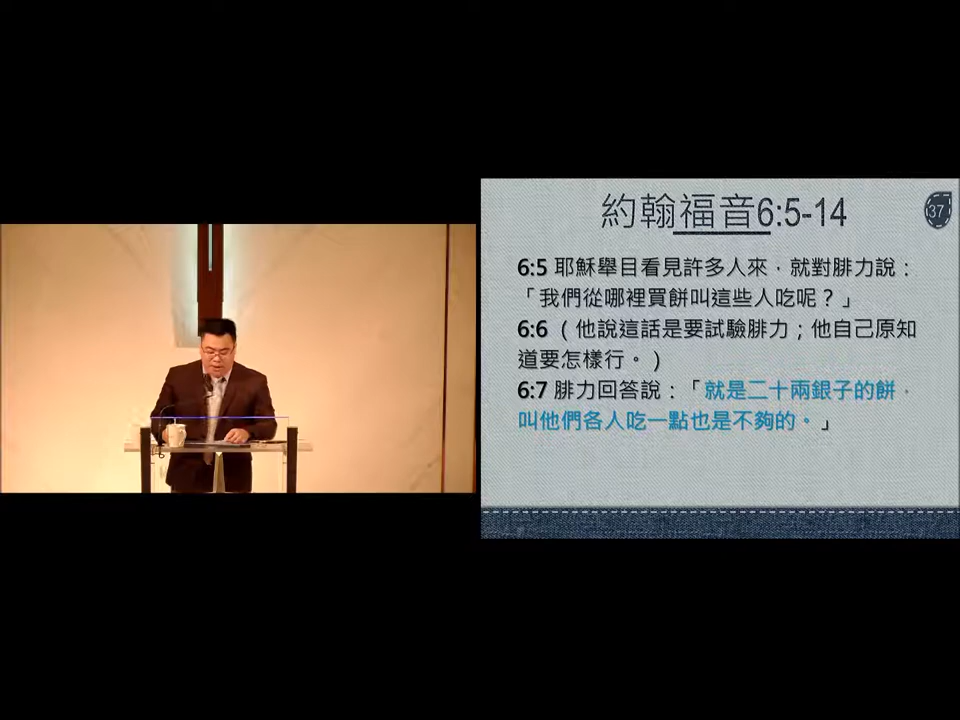 約翰福音6:5-14
37
6:5 耶穌舉目看見許多人來，就對腓力說：
「我們從哪裡買餅叫這些人吃呢？」
6:6 （他說這話是要試驗腓力；他自己原知
道要怎樣行。）
6:7 腓力回答說：「就是二十兩銀子的餅，
叫他們各人吃一點也是不夠的。」